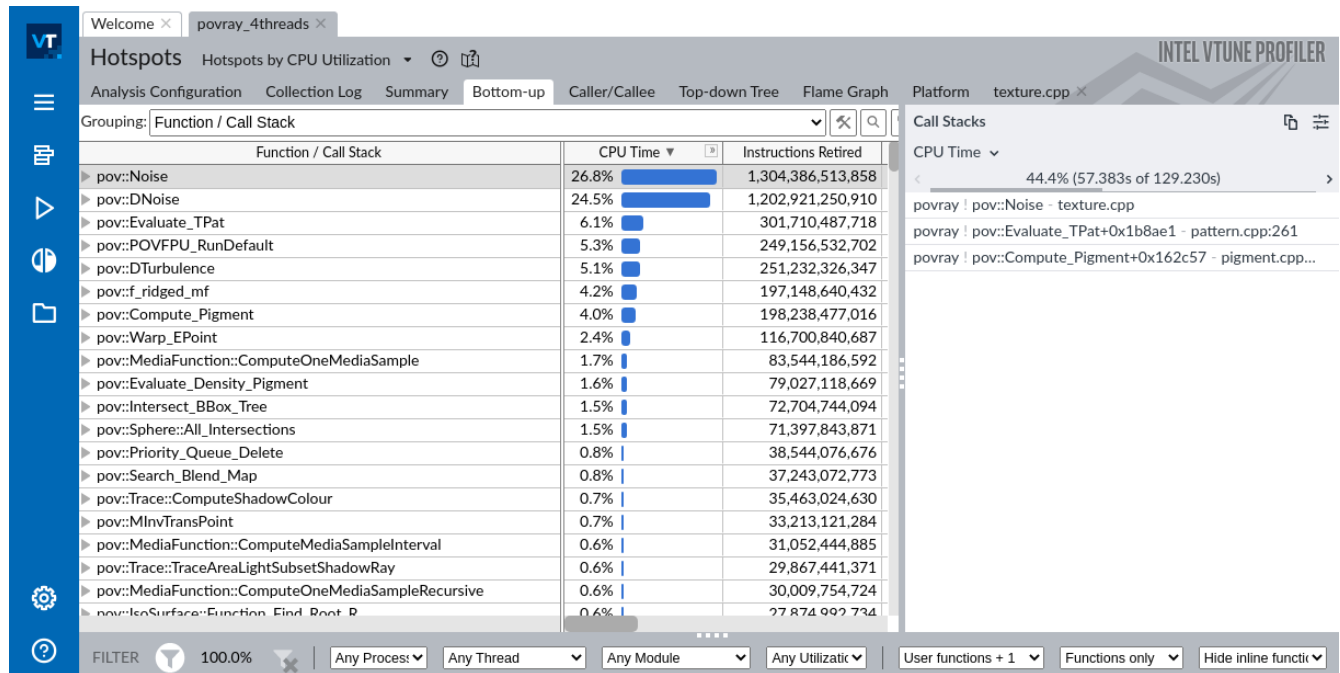 VT
Welcome × povray_4threads ×
Hotspots Hotspots by CPU Utilization
INTEL VTUNE PROFILER
Analysis Configuration Collection Log Summary Bottom-up Caller/Callee Top-down Tree Flame Graph Platform texture.cpp ×
Grouping: Function / Call Stack
Function / Call Stack CPU Time ▼ Instructions Retired
pov::Noise 26.8% 1,304,386,513,858
pov::DNoise 24.5% 1,202,921,250,910
pov::Evaluate_TPat 6.1% 301,710,487,718
pov::POVFPU_RunDefault 5.3% 249,156,532,702
pov::DTurbulence 5.1% 251,232,326,347
pov::f_ridged_mf 4.2% 197,148,640,432
pov::Compute_Pigment 4.0% 198,238,477,016
pov::Warp_EPoint 2.4% 116,700,840,687
pov::MediaFunction::ComputeOneMediaSample 1.7% 83,544,186,592
pov::Evaluate_Density_Pigment 1.6% 79,027,118,669
pov::Intersect_BBox_Tree 1.5% 72,704,744,094
pov::Sphere::All_Intersections 1.5% 71,397,843,871
pov::Priority_Queue_Delete 0.8% 38,544,076,676
pov::Search_Blend_Map 0.8% 37,243,072,773
pov::Trace::ComputeShadowColour 0.7% 35,463,024,630
pov::MInvTransPoint 0.7% 33,213,121,284
pov::MediaFunction::ComputeMediaSampleInterval 0.6% 31,052,444,885
pov::Trace::TraceAreaLightSubsetShadowRay 0.6% 29,867,441,371
pov::MediaFunction::ComputeOneMediaSampleRecursive 0.6% 30,009,754,724
pov::IsoSurface::Function_Find_Root_R 0.6% 27,874,992,734
Call Stacks
CPU Time
44.4% (57.383s of 129.230s)
povray ! pov::Noise - texture.cpp
povray ! pov::Evaluate_TPat+0x1b8ae1 - pattern.cpp:261
povray ! pov::Compute_Pigment+0x162c57 - pigment.cpp...
FILTER 100.0% Any Process Any Thread Any Module Any Utilizatic User functions + 1 Functions only Hide inline functi